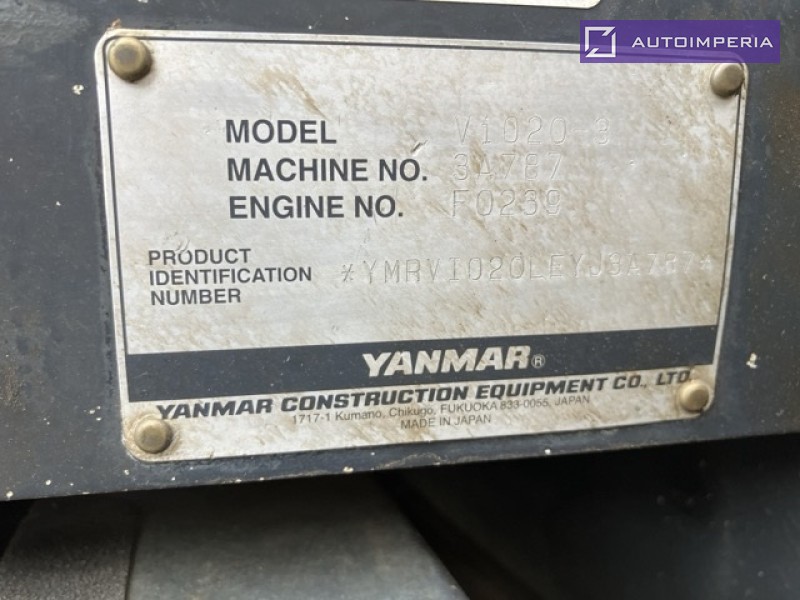 AUTOIMPERIA
MODEL ViO20-3
MACHINE NO. 3A787
ENGINE NO. F0239
PRODUCT
IDENTIFICATION
NUMBER
*YMRVIO20LEYJ3A787*
YANMAR®
YANMAR CONSTRUCTION EQUIPMENT CO., LTD.
1717-1 Kumano, Chikugo, FUKUOKA 833-0055, JAPAN
MADE IN JAPAN